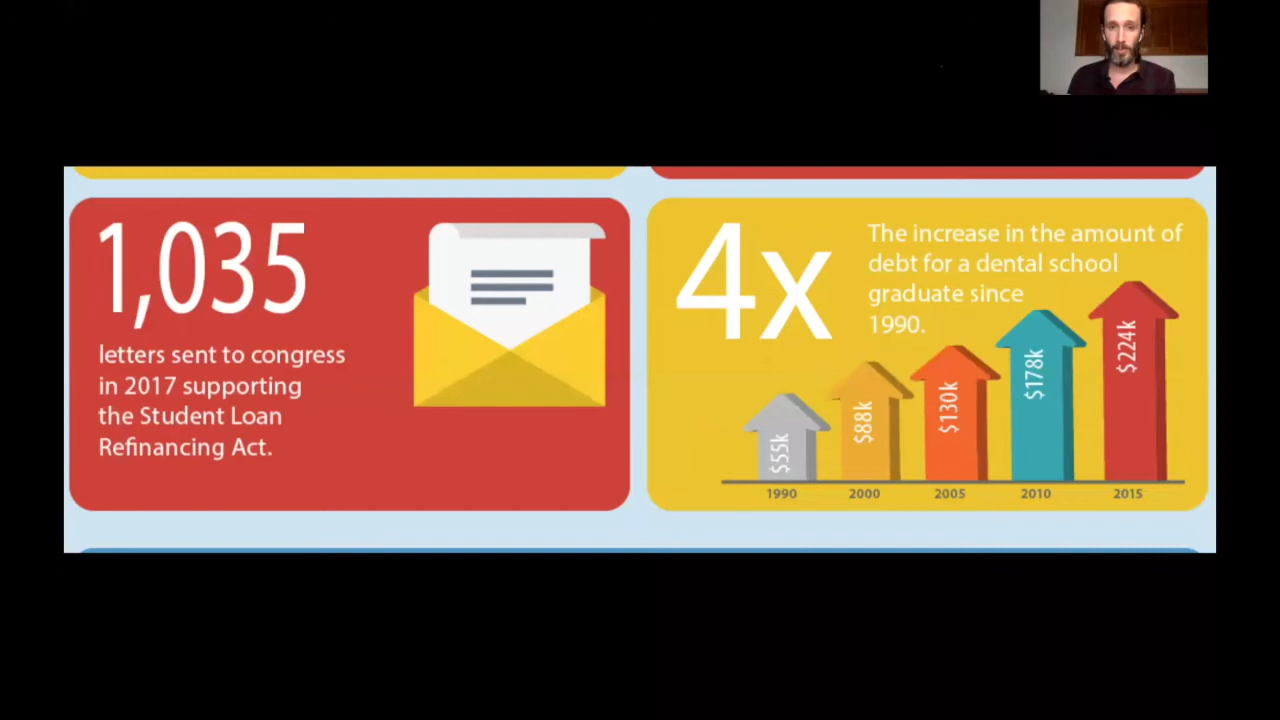 1,035
letters sent to congress
in 2017 supporting
the Student Loan
Refinancing Act.
4x
The increase in the amount of
debt for a dental school
graduate since
1990.
$55k
$88k
$130k
$178k
$224k
1990
2000
2005
2010
2015